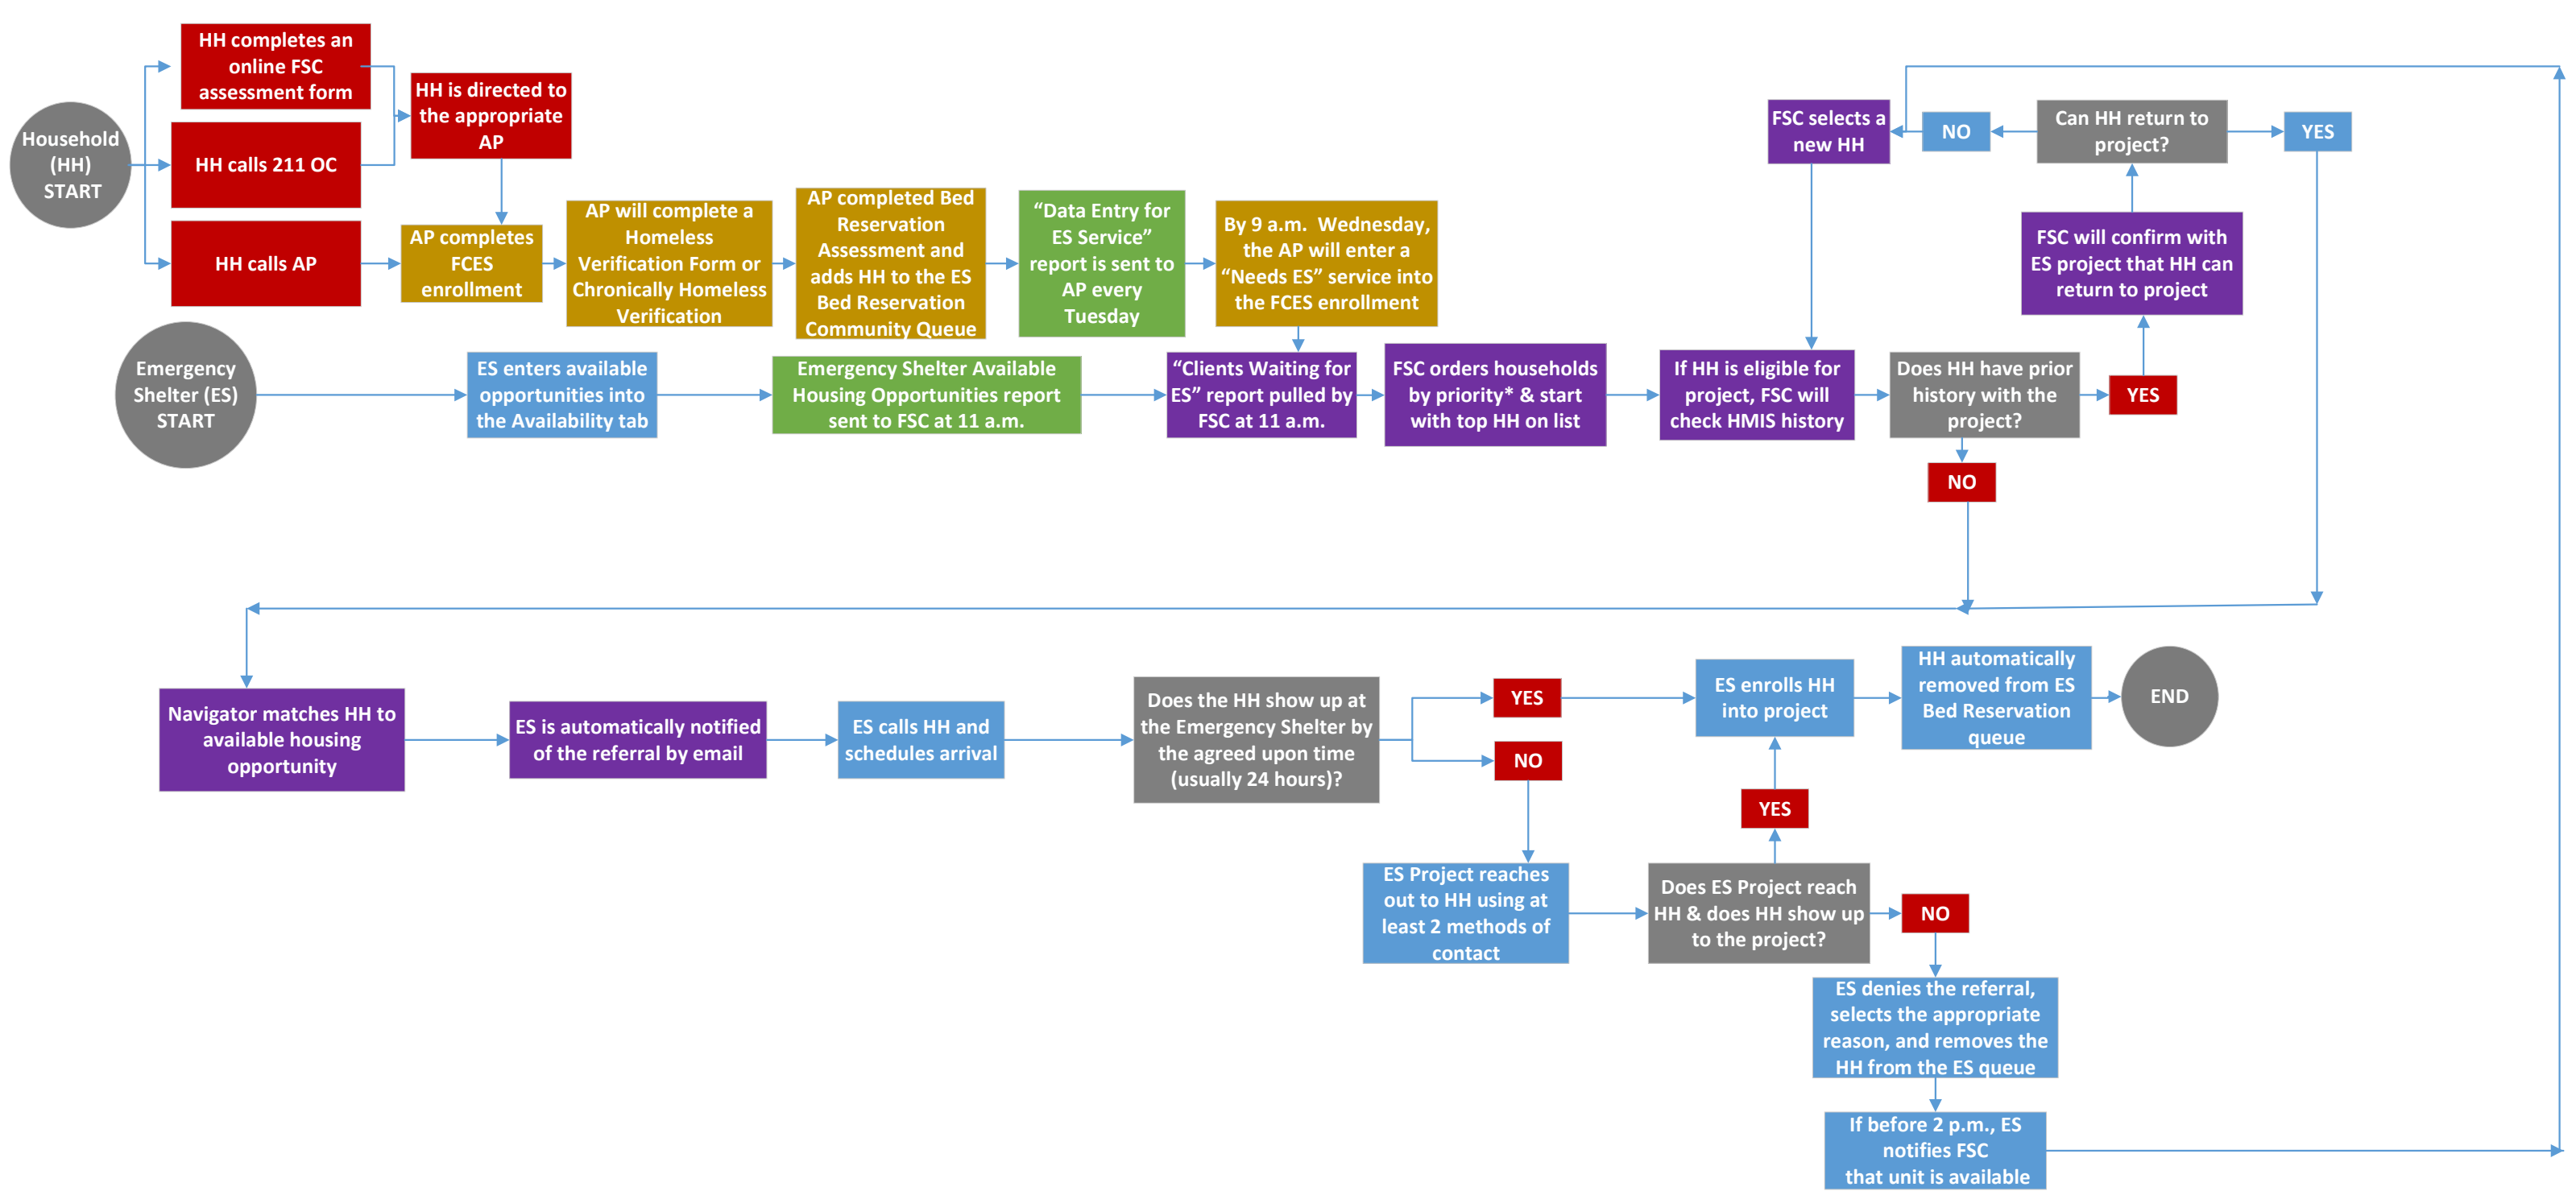 Household
(HH)
START
HH completes an
online FSC
assessment form
HH calls 211 OC
HH calls AP
HH is directed to
the appropriate
AP
AP completes
FCES
enrollment
AP will complete a
Homeless
Verification Form or
Chronically Homeless
Verification
AP completed Bed
Reservation
Assessment and
adds HH to the ES
Bed Reservation
Community Queue
“Data Entry for
ES Service”
report is sent to
AP every
Tuesday
By 9 a.m. Wednesday,
the AP will enter a
“Needs ES” service into
the FCES enrollment
Emergency
Shelter (ES)
START
ES enters available
opportunities into
the Availability tab
Emergency Shelter Available
Housing Opportunities report
sent to FSC at 11 a.m.
“Clients Waiting for
ES” report pulled by
FSC at 11 a.m.
FSC orders households
by priority* & start
with top HH on list
If HH is eligible for
project, FSC will
check HMIS history
Does HH have prior
history with the
project?
YES
NO
FSC will confirm with
ES project that HH can
return to project
Can HH return to
project?
YES
NO
FSC selects a
new HH
Navigator matches HH to
available housing
opportunity
ES is automatically notified
of the referral by email
ES calls HH and
schedules arrival
Does the HH show up at
the Emergency Shelter by
the agreed upon time
(usually 24 hours)?
YES
NO
ES enrolls HH
into project
HH automatically
removed from ES
Bed Reservation
queue
END
ES Project reaches
out to HH using at
least 2 methods of
contact
Does ES Project reach
HH & does HH show up
to the project?
YES
NO
ES denies the referral,
selects the appropriate
reason, and removes the
HH from the ES queue
If before 2 p.m., ES
notifies FSC
that unit is available